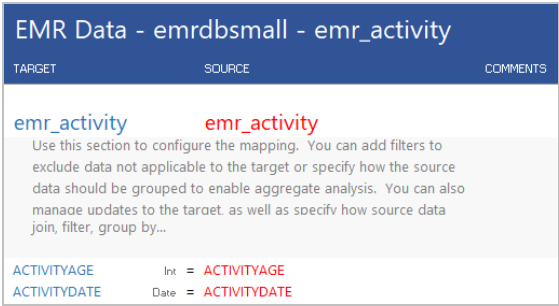 EMR Data - emrdbsmall - emr_activity
TARGET SOURCE COMMENTS
emr_activity emr_activity
Use this section to configure the mapping. You can add filters to
exclude data not applicable to the target or specify how the source
data should be grouped to enable aggregate analysis. You can also
manage updates to the target, as well as specify how source data
join, filter, group by...
ACTIVITYAGE Int = ACTIVITYAGE
ACTIVITYDATE Date = ACTIVITYDATE